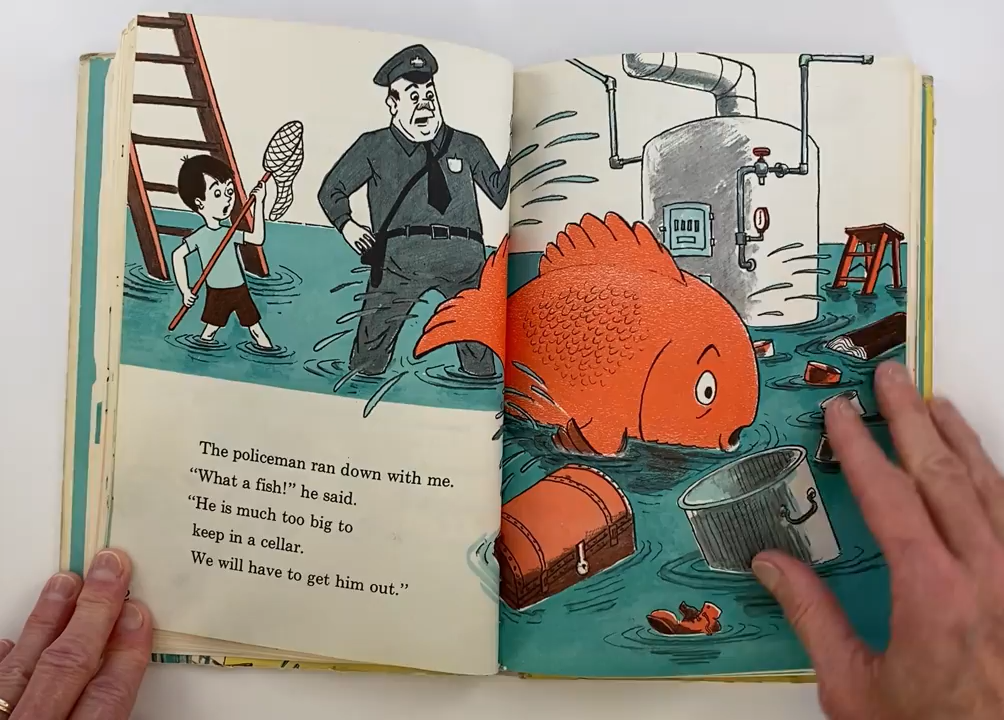 The policeman ran down with me.
“What a fish!” he said.
“He is much too big to
keep in a cellar.
We will have to get him out.”